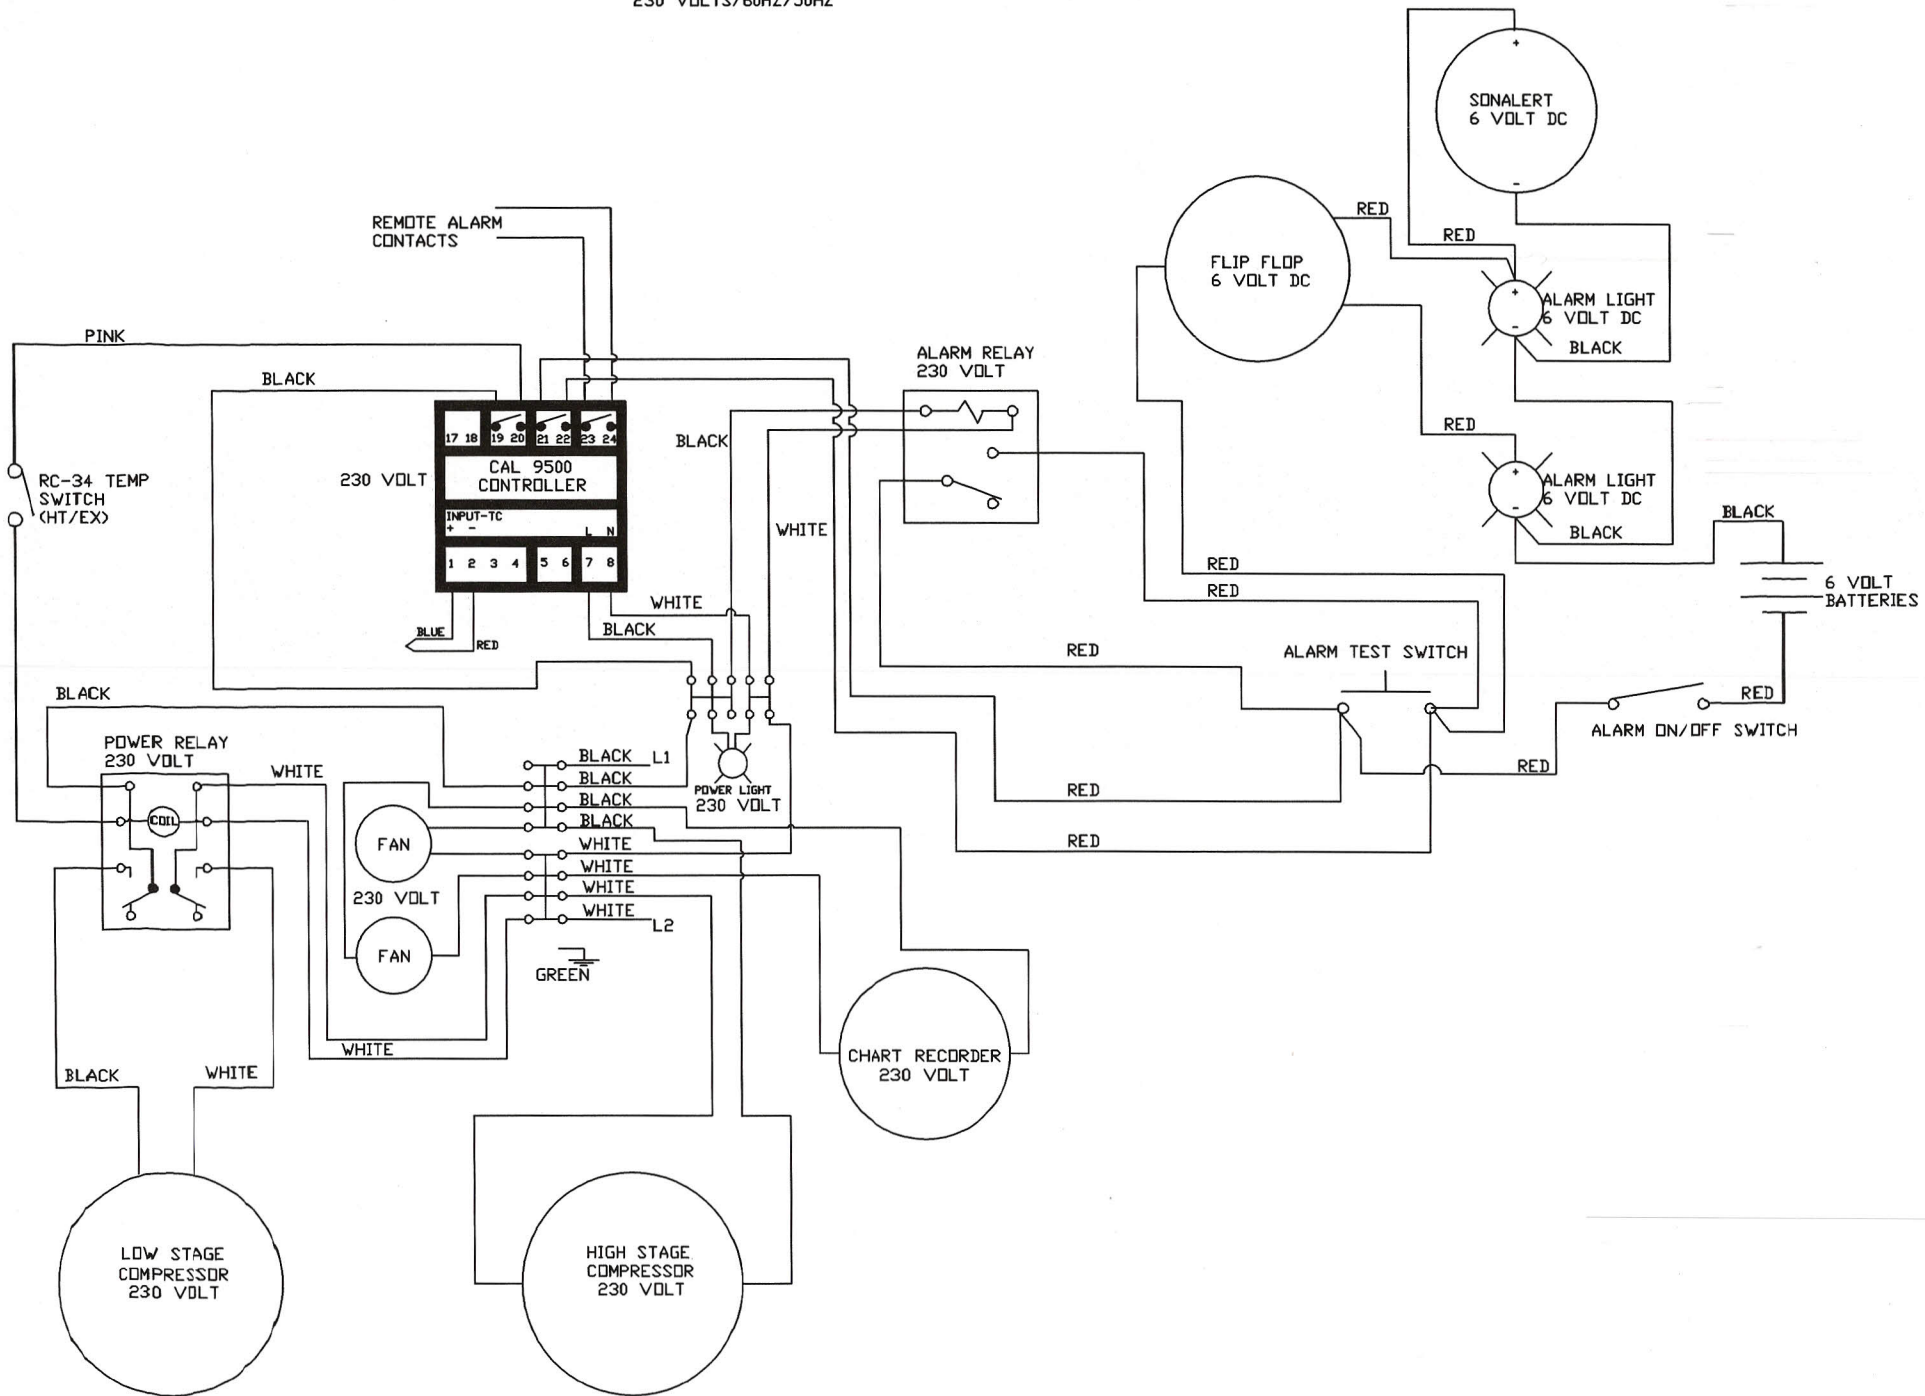 230 VOLTS/60HZ/50HZ
+
SONALERT
6 VOLT DC
-
REMOTE ALARM
CONTACTS
RED
RED
FLIP FLOP
6 VOLT DC
+
-
ALARM LIGHT
6 VOLT DC
BLACK
PINK
BLACK
ALARM RELAY
230 VOLT
RED
17 18 19 20 21 22 23 24
BLACK
230 VOLT
CAL 9500
CONTROLLER
INPUT-TC
+ -
L N
1 2 3 4 5 6 7 8
RC-34 TEMP
SWITCH
(HT/EX)
WHITE
+
-
ALARM LIGHT
6 VOLT DC
BLACK
BLACK
6 VOLT
BATTERIES
RED
RED
WHITE
BLACK
BLUE
RED
RED
ALARM TEST SWITCH
RED
ALARM ON/OFF SWITCH
RED
BLACK
POWER RELAY
230 VOLT
COIL
WHITE
BLACK L1
BLACK
BLACK
BLACK
WHITE
WHITE
WHITE
WHITE L2
POWER LIGHT
230 VOLT
RED
RED
FAN
230 VOLT
FAN
GREEN
WHITE
BLACK
WHITE
CHART RECORDER
230 VOLT
LOW STAGE
COMPRESSOR
230 VOLT
HIGH STAGE
COMPRESSOR
230 VOLT